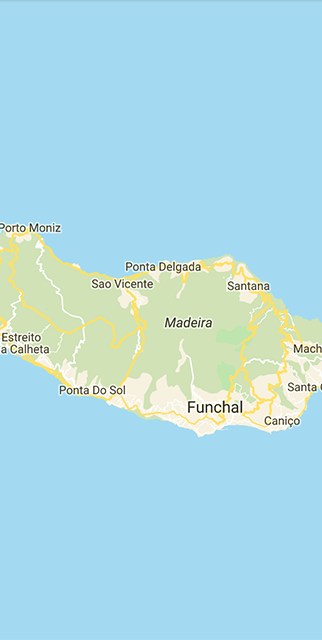 Porto Moniz
Ponta Delgada
Sao Vicente
Santana
Madeira
Estreito
a Calheta
Mach
Ponta Do Sol
Santa
Funchal
Caniço